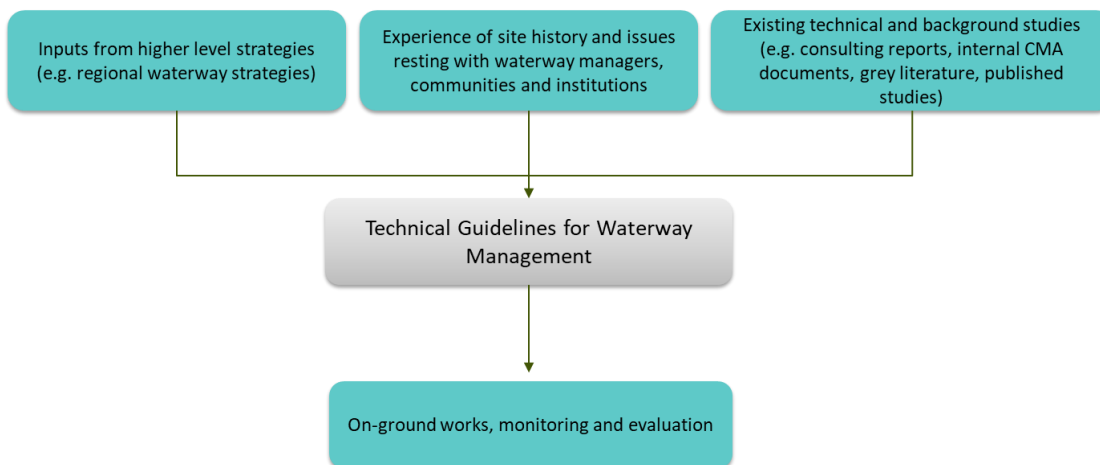 Inputs from higher level strategies
(e.g. regional waterway strategies)
Experience of site history and issues
resting with waterway managers,
communities and institutions
Existing technical and background studies
(e.g. consulting reports, internal CMA
documents, grey literature, published
studies)
Technical Guidelines for Waterway
Management
On-ground works, monitoring and evaluation